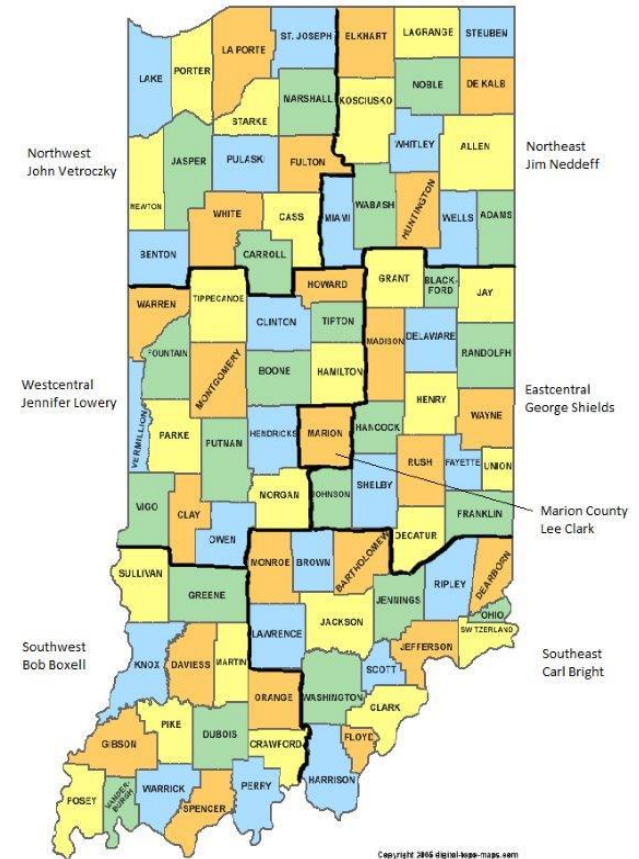 ST. JOSEPH
ELKHART
LAGRANGE
STEUBEN
LA PORTE
LAKE
PORTER
NOBLE
DE KALB
MARSHALL
KOSCIUSKO
STARKE
WHITLEY
ALLEN
Northwest
John Vetroczky
Northeast
Jim Neddeff
JASPER
PULASKI
FULTON
NEWTON
WHITE
CASS
MIAMI
WABASH
HUNTINGTON
WELLS
ADAMS
BENTON
CARROLL
GRANT
BLACK-
FORD
JAY
HOWARD
WARREN
TIPPECANOE
CLINTON
TIPTON
MADISON
DELAWARE
RANDOLPH
FOUNTAIN
MONTGOMERY
BOONE
HAMILTON
Westcentral
Jennifer Lowery
Eastcentral
George Shields
HENRY
WAYNE
VERMILLION
PARKE
PUTNAN
HENDRICKS
MARION
HANCOCK
RUSH
FAYETTE
UNION
SHELBY
JOHNSON
MORGAN
VIGO
CLAY
OWEN
FRANKLIN
DECATUR
Marion County
Lee Clark
SULLIVAN
GREENE
MONROE
BROWN
BARTHOLOMEW
JENNINGS
RIPLEY
DEARBORN
OHIO
SWITZERLAND
JACKSON
LAWRENCE
JEFFERSON
Southwest
Bob Boxell
Southeast
Carl Bright
KNOX
DAVIESS
MARTIN
SCOTT
ORANGE
WASHINGTON
CLARK
PIKE
DUBOIS
GIBSON
CRAWFORD
FLOYD
HARRISON
POSEY
VANDER-
BURGH
WARRICK
SPENCER
PERRY
Copyright 2005 digital-topo-maps.com